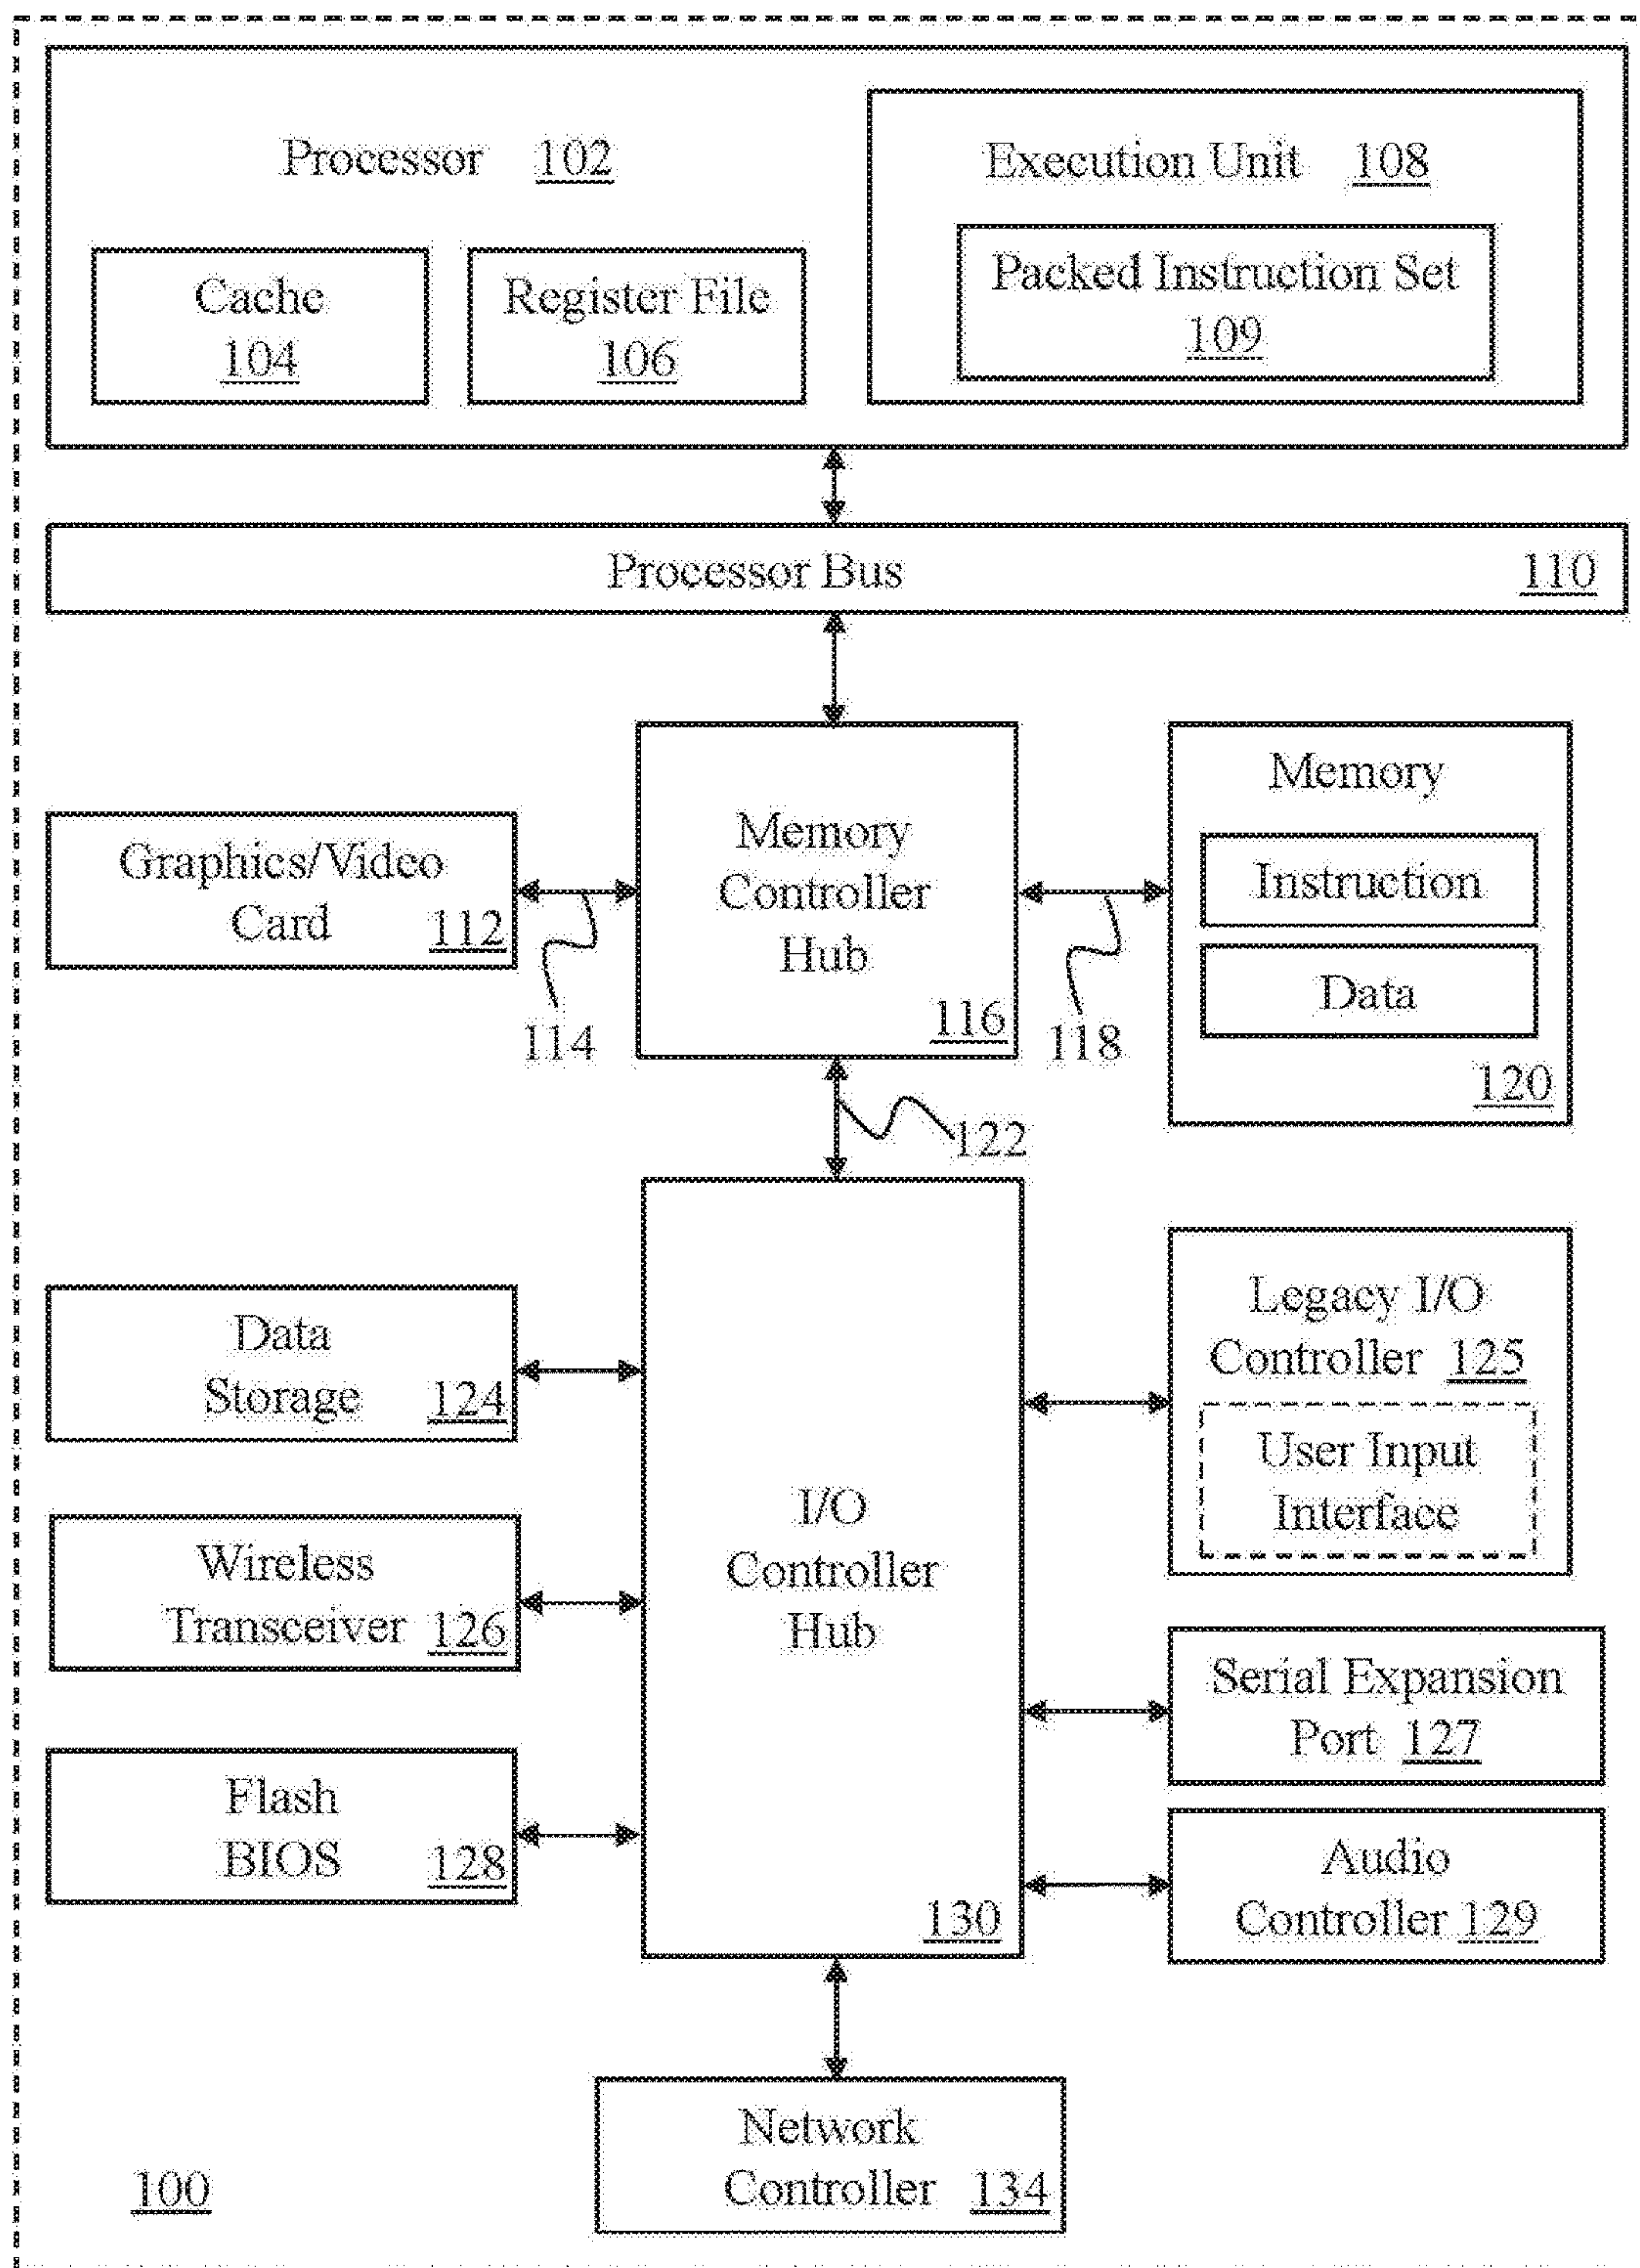 Processor 102
Execution Unit 108
Cache
104
Register File
106
Packed Instruction Set
109
Processor Bus 110
Graphics/Video
Card 112
114
Memory
Controller
Hub
116
118
Memory
Instruction
Data
120
122
Data
Storage 124
Wireless
Transceiver 126
Flash
BIOS 128
I/O
Controller
Hub
130
Legacy I/O
Controller 125
User Input
Interface
Serial Expansion
Port 127
Audio
Controller 129
Network
Controller 134
100